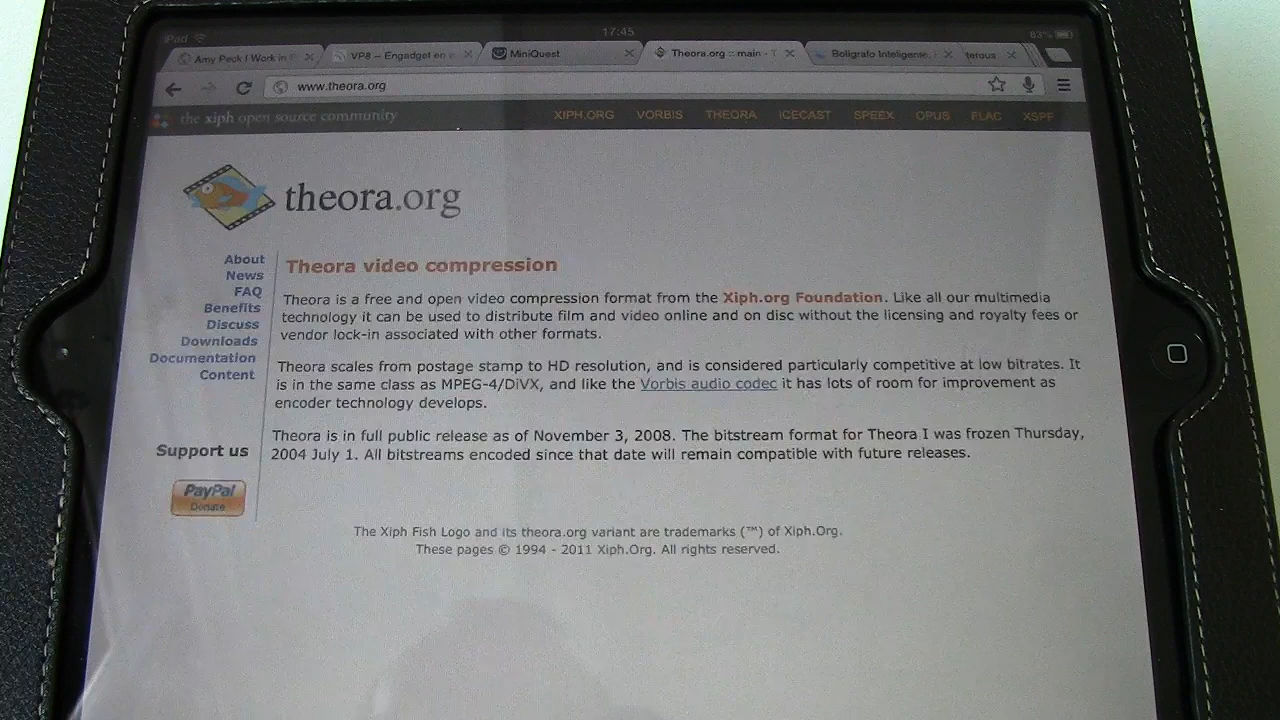 iPad 17:45 83%
Amy Peck I Work in VP8 — Engadget en e MiniQuest Theora.org :: main - T Boligrafo Inteligente, terous
www.theora.org
the xiph open source community XIPH.ORG VORBIS THEORA ICECAST SPEEX OPUS FLAC XSPF
theora.org
About
News
FAQ
Benefits
Discuss
Downloads
Documentation
Content
Support us
PayPal
Donate
Theora video compression
Theora is a free and open video compression format from the Xiph.org Foundation. Like all our multimedia
technology it can be used to distribute film and video online and on disc without the licensing and royalty fees or
vendor lock-in associated with other formats.
Theora scales from postage stamp to HD resolution, and is considered particularly competitive at low bitrates. It
is in the same class as MPEG-4/DiVX, and like the Vorbis audio codec it has lots of room for improvement as
encoder technology develops.
Theora is in full public release as of November 3, 2008. The bitstream format for Theora I was frozen Thursday,
2004 July 1. All bitstreams encoded since that date will remain compatible with future releases.
The Xiph Fish Logo and its theora.org variant are trademarks (™) of Xiph.Org.
These pages © 1994 - 2011 Xiph.Org. All rights reserved.